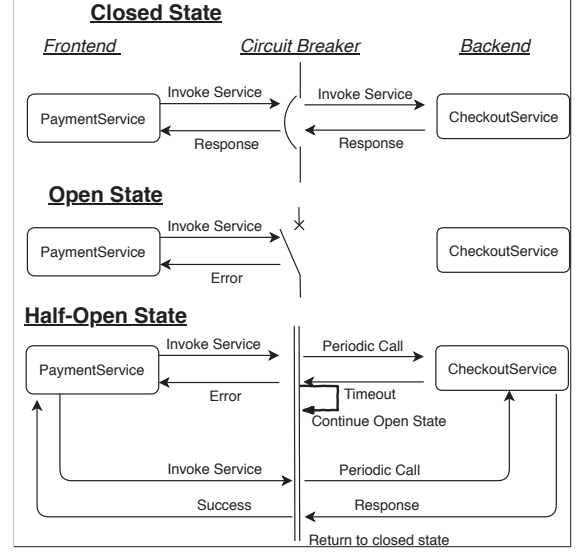 Closed State
Frontend Circuit Breaker Backend
Invoke Service Invoke Service
PaymentService CheckoutService
Response Response
Open State
Invoke Service
PaymentService CheckoutService
Error
Half-Open State
Invoke Service Periodic Call
PaymentService CheckoutService
Error Timeout
Continue Open State
Invoke Service Periodic Call
Success Response
Return to closed state